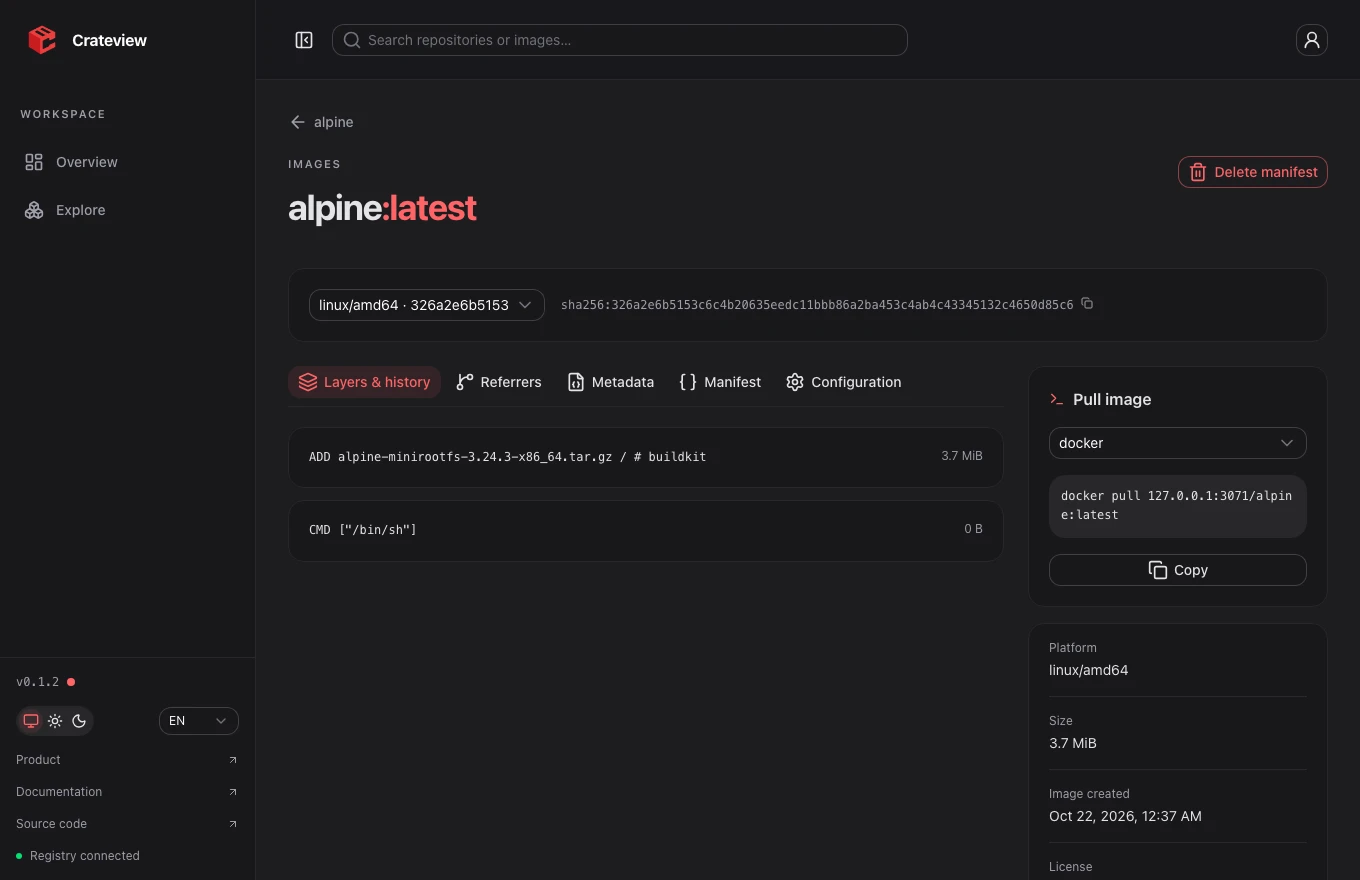 Crateview
Search repositories or images...
WORKSPACE
Overview
Explore
alpine
IMAGES
alpine:latest
Delete manifest
linux/amd64 · 326a2e6b5153
sha256:326a2e6b5153c6c4b20635eedc11bbb86a2ba453c4ab4c43345132c4650d85c6
Layers & history
Referrers
Metadata
Manifest
Configuration
ADD alpine-minirootfs-3.24.3-x86_64.tar.gz / # buildkit
3.7 MiB
CMD ["/bin/sh"]
0 B
Pull image
docker
docker pull 127.0.0.1:3071/alpin
e:latest
Copy
Platform
linux/amd64
Size
3.7 MiB
Image created
Oct 22, 2026, 12:37 AM
License
v0.1.2
EN
Product
Documentation
Source code
Registry connected